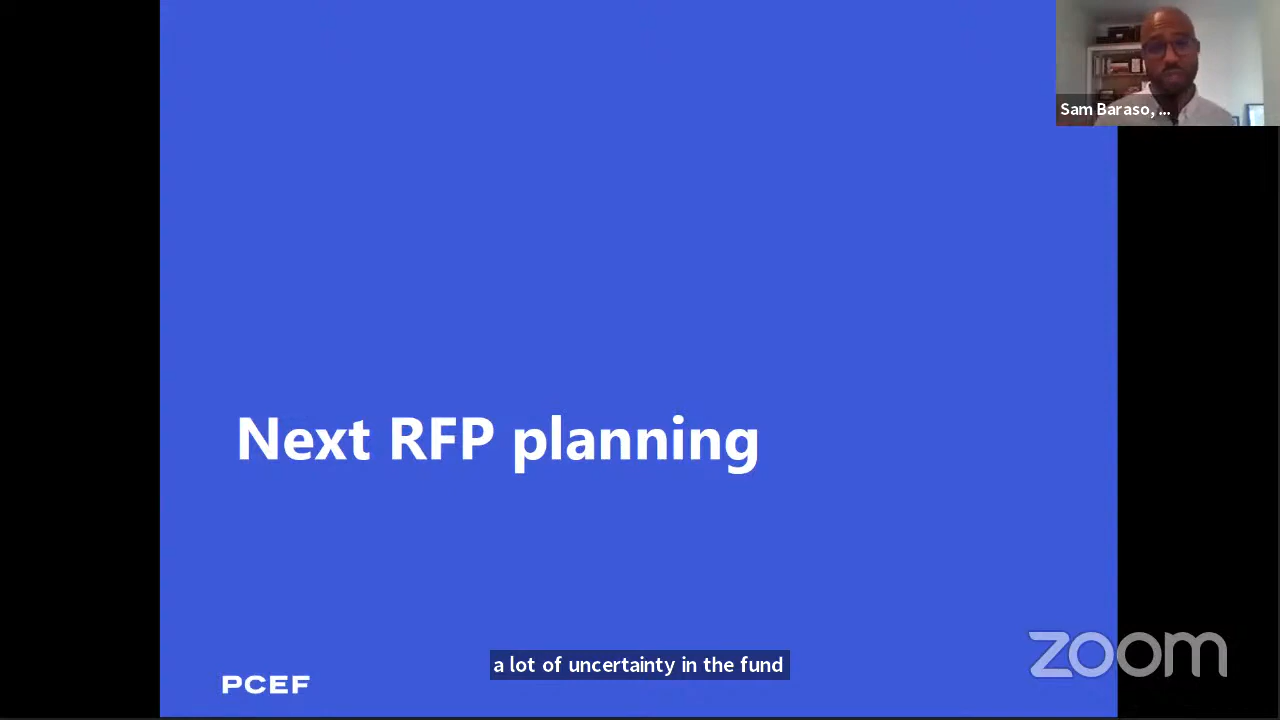 Sam Baraso, ...
Next RFP planning
a lot of uncertainty in the fund
PCEF
zoom